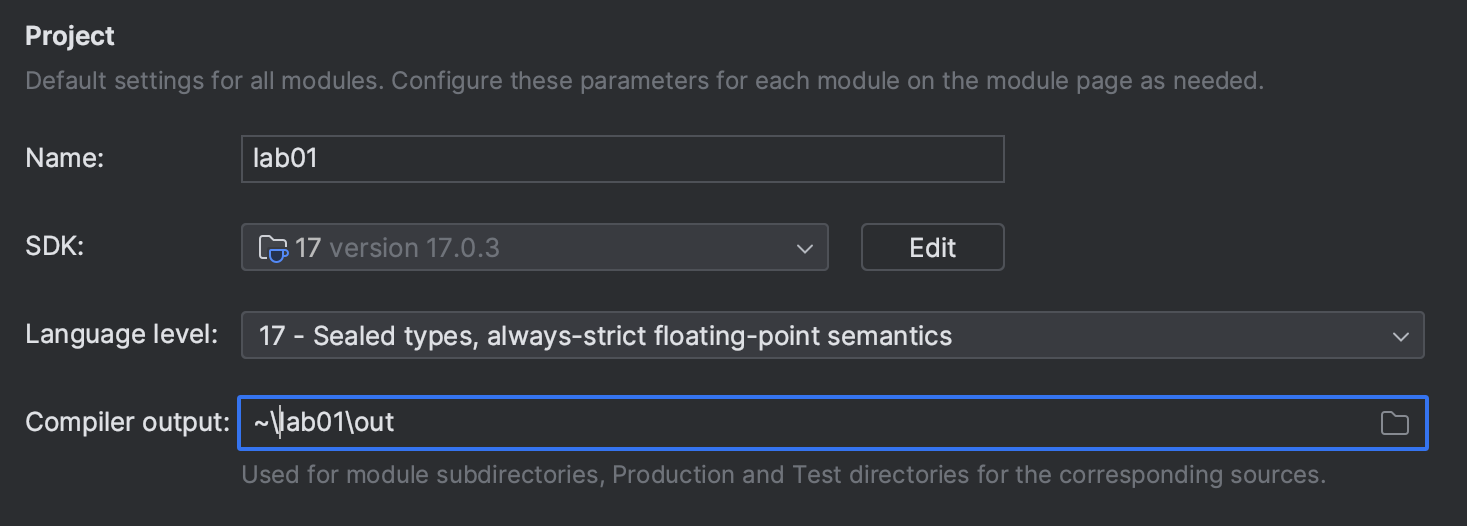 Project
Default settings for all modules. Configure these parameters for each module on the module page as needed.
Name: lab01
SDK: 17 version 17.0.3 Edit
Language level: 17 - Sealed types, always-strict floating-point semantics
Compiler output: ~\lab01\out
Used for module subdirectories, Production and Test directories for the corresponding sources.